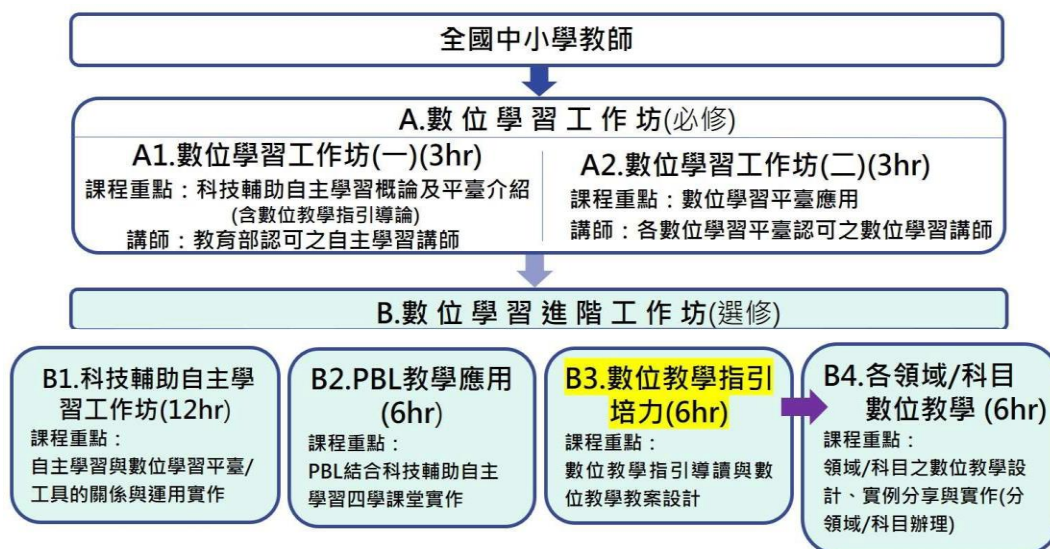 全國中小學教師
A.數位學習工作坊(必修)
A1.數位學習工作坊(一)(3hr)
課程重點：科技輔助自主學習概論及平臺介紹
(含數位教學指引導論)
講師：教育部認可之自主學習講師
A2.數位學習工作坊(二)(3hr)
課程重點：數位學習平臺應用
講師：各數位學習平臺認可之數位學習講師
B.數位學習進階工作坊(選修)
B1.科技輔助自主學
習工作坊(12hr)
課程重點：
自主學習與數位學習平臺/
工具的關係與運用實作
B2.PBL教學應用
(6hr)
課程重點：
PBL結合科技輔助自主
學習四學課堂實作
B3.數位教學指引
培力(6hr)
課程重點：
數位教學指引導讀與數
位教學教案設計
B4.各領域/科目
數位教學 (6hr)
課程重點：
領域/科目之數位教學設
計、實例分享與實作(分
領域/科目辦理)